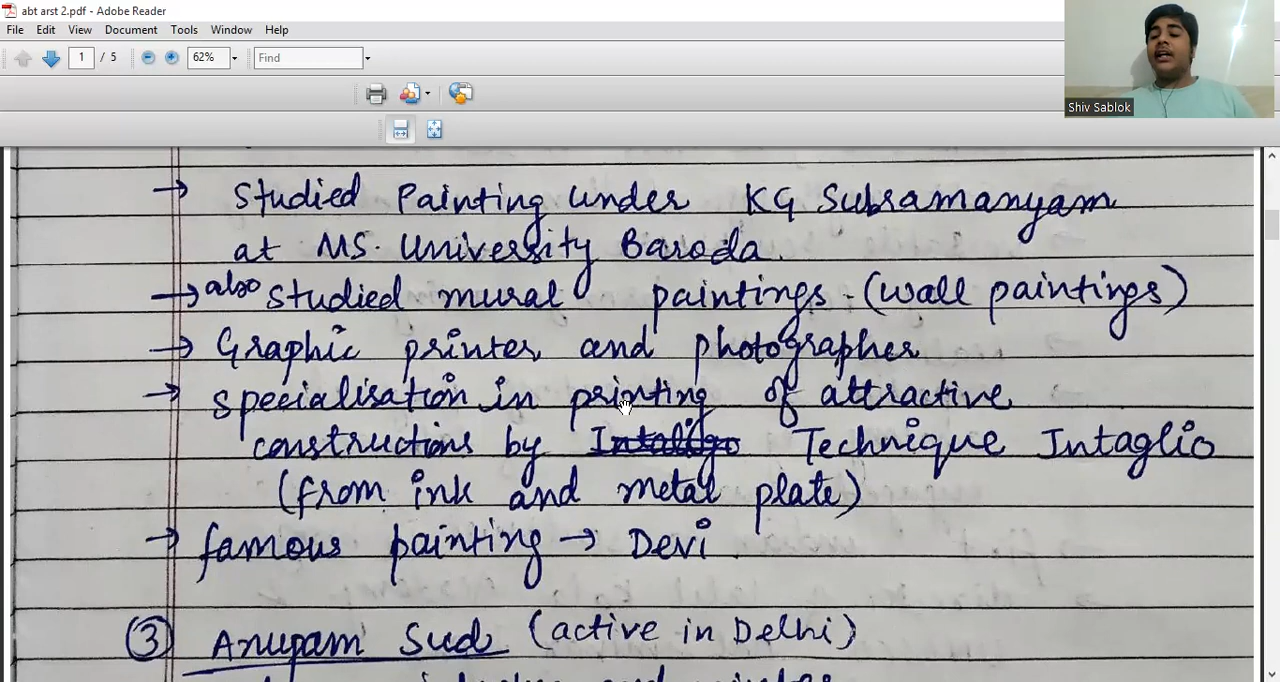 abt arst 2.pdf - Adobe Reader
File Edit View Document Tools Window Help
1 / 5 62% Find
Shiv Sablok
→ Studied Painting Under KG Subramanyam
at MS. University Baroda.
→ also studied mural paintings - (wall paintings)
→ Graphic printer and photographer
→ specialisation in printing of attractive
constructions by Technique Intaglio
(from ink and metal plate)
→ famous painting → Devi
③ Anupam Sud (active in Delhi)